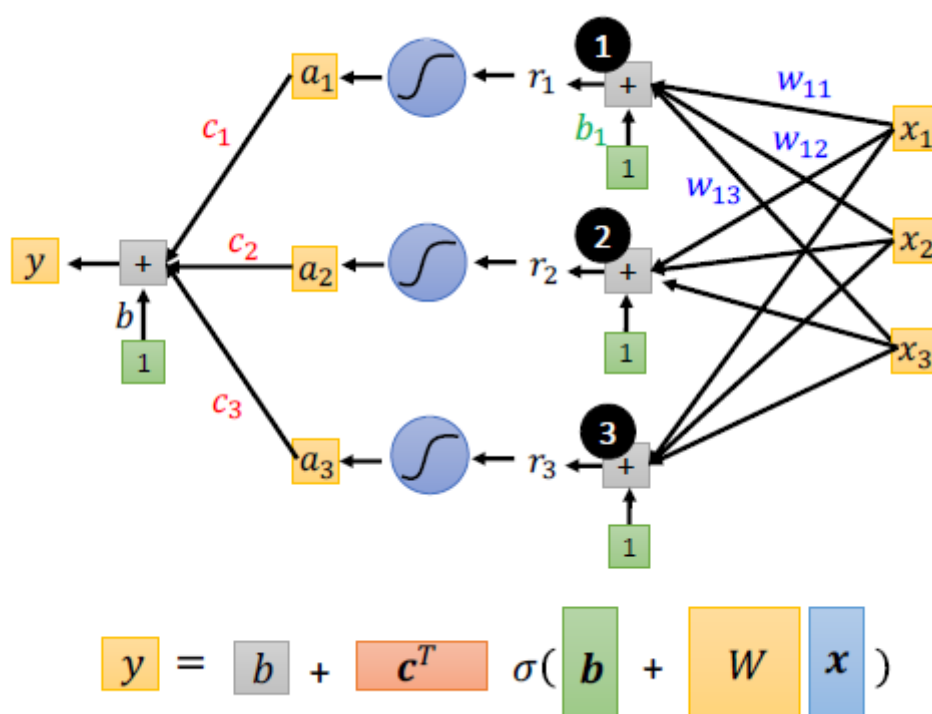 1
a₁ r₁ + w₁₁
c₁ b₁ x₁
1 w₁₂
w₁₃
2
y + c₂ a₂ r₂ + x₂
b
1 1 x₃
c₃
3
a₃ r₃ +
1
y = b + cᵀ σ( b + W x )